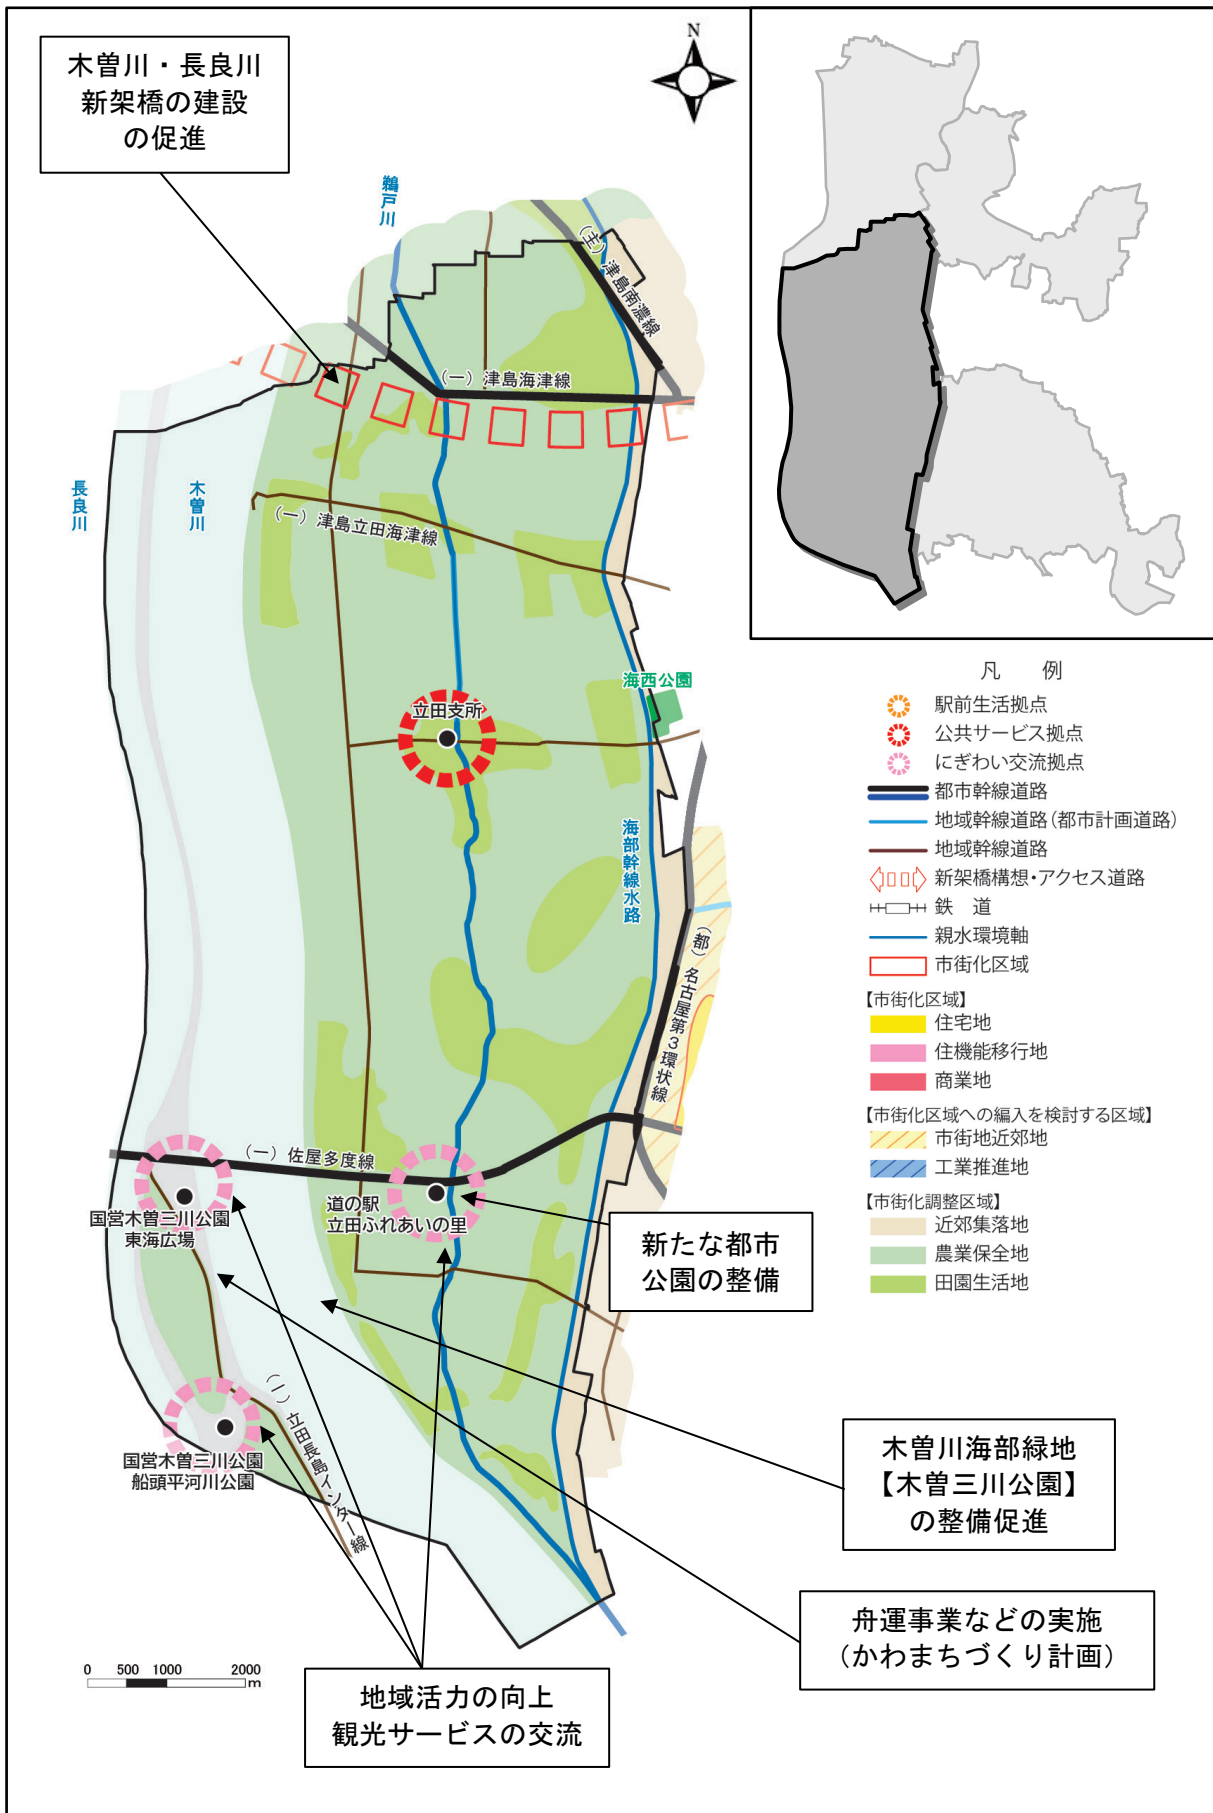 木曽川・長良川
新架橋の建設
の促進
N
鵜戸川
(主)津島南濃線
(一)津島海津線
長良川
木曽川
(一)津島立田海津線
海西公園
立田支所
海部幹線水路
(都)名古屋第3環状線
(一)佐屋多度線
国営木曽三川公園
東海広場
道の駅
立田ふれあいの里
新たな都市
公園の整備
国営木曽三川公園
船頭平河川公園
(一)立田長島インター線
木曽川海部緑地
【木曽三川公園】
の整備促進
舟運事業などの実施
(かわまちづくり計画)
地域活力の向上
観光サービスの交流
0 500 1000 2000
m
凡 例
駅前生活拠点
公共サービス拠点
にぎわい交流拠点
都市幹線道路
地域幹線道路(都市計画道路)
地域幹線道路
新架橋構想・アクセス道路
鉄 道
親水環境軸
市街化区域
【市街化区域】
住宅地
住機能移行地
商業地
【市街化区域への編入を検討する区域】
市街地近郊地
工業推進地
【市街化調整区域】
近郊集落地
農業保全地
田園生活地